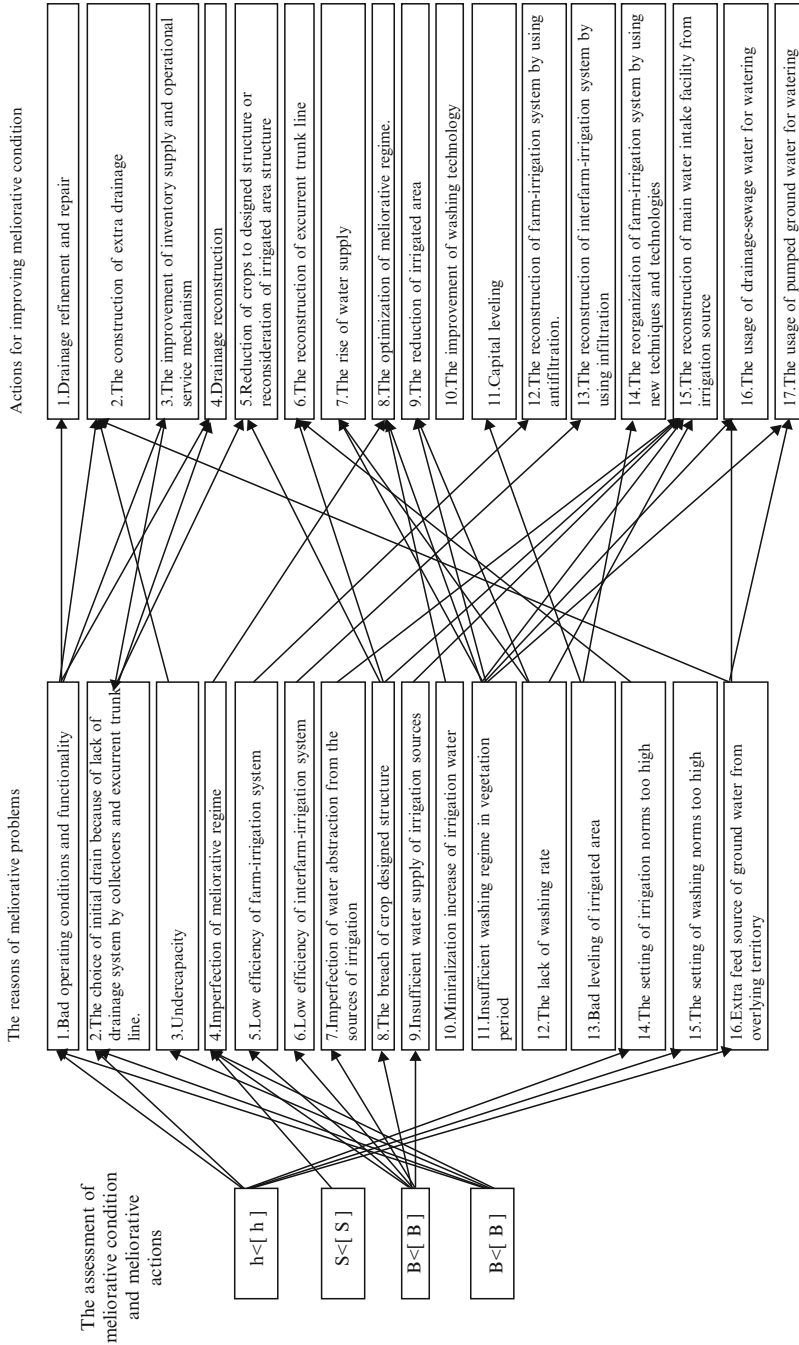 The assessment of
meliorative condition
and meliorative
actions
h<[ h ]
S<[ S ]
B<[ B ]
B<[ B ]
The reasons of meliorative problems
1.Bad operating conditions and functionality
2.The choice of initial drain because of lack of
drainage system by collectoers and excurrent trunk
line.
3.Undercapacity
4.Imperfection of meliorative regime
5.Low efficiency of farm-irrigation system
6.Low efficiency of interfarm-irrigation system
7.Imperfection of water abstraction from the
sources of irrigation
8.The breach of crop designed structure
9.Insufficient water supply of irrigation sources
10.Miniralization increase of irrigation water
11.Insufficient washing regime in vegetation
period
12.The lack of washing rate
13.Bad leveling of irrigated area
14.The setting of irrigation norms too high
15.The setting of washing norms too high
16.Extra feed source of ground water from
overlying territory
Actions for improving meliorative condition
1.Drainage refinement and repair
2.The construction of extra drainage
3.The improvement of inventory supply and operational
service mechanism
4.Drainage reconstruction
5.Reduction of crops to designed structure or
reconsideration of irrigated area structure
6.The reconstruction of excurrent trunk line
7.The rise of water supply
8.The optimization of meliorative regime.
9.The reduction of irrigated area
10.The improvement of washing technology
11.Capital leveling
12.The reconstruction of farm-irrigation system by using
antifiltration.
13.The reconstruction of interfarm-irrigation system by
using infiltration
14.The reorganization of farm-irrigation system by using
new techniques and technologies
15.The reconstruction of main water intake facility from
irrigation source
16.The usage of drainage-sewage water for watering
17.The usage of pumped ground water for watering